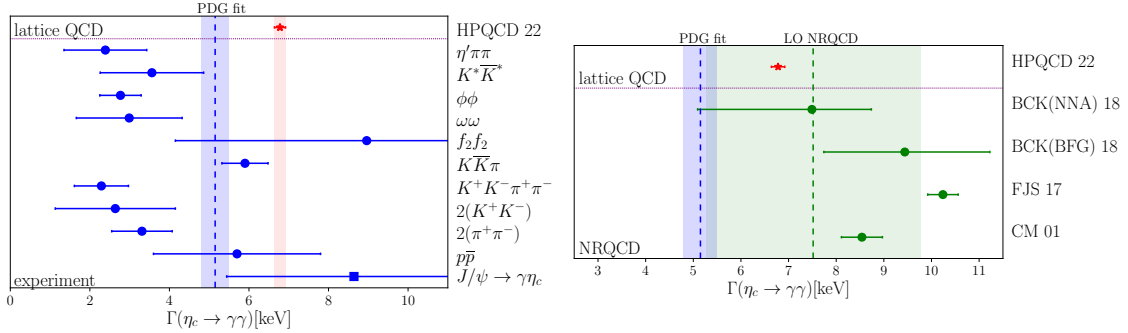 PDG fit
lattice QCD
HPQCD 22
η′ππ
K*K̅*
ϕϕ
ωω
f₂f₂
KK̅π
K⁺K⁻π⁺π⁻
2(K⁺K⁻)
2(π⁺π⁻)
pp̅
experiment
J/ψ → γη_c
0 2 4 6 8 10
Γ(η_c → γγ)[keV]
PDG fit LO NRQCD
HPQCD 22
lattice QCD
BCK(NNA) 18
BCK(BFG) 18
FJS 17
CM 01
NRQCD
3 4 5 6 7 8 9 10 11
Γ(η_c → γγ)[keV]